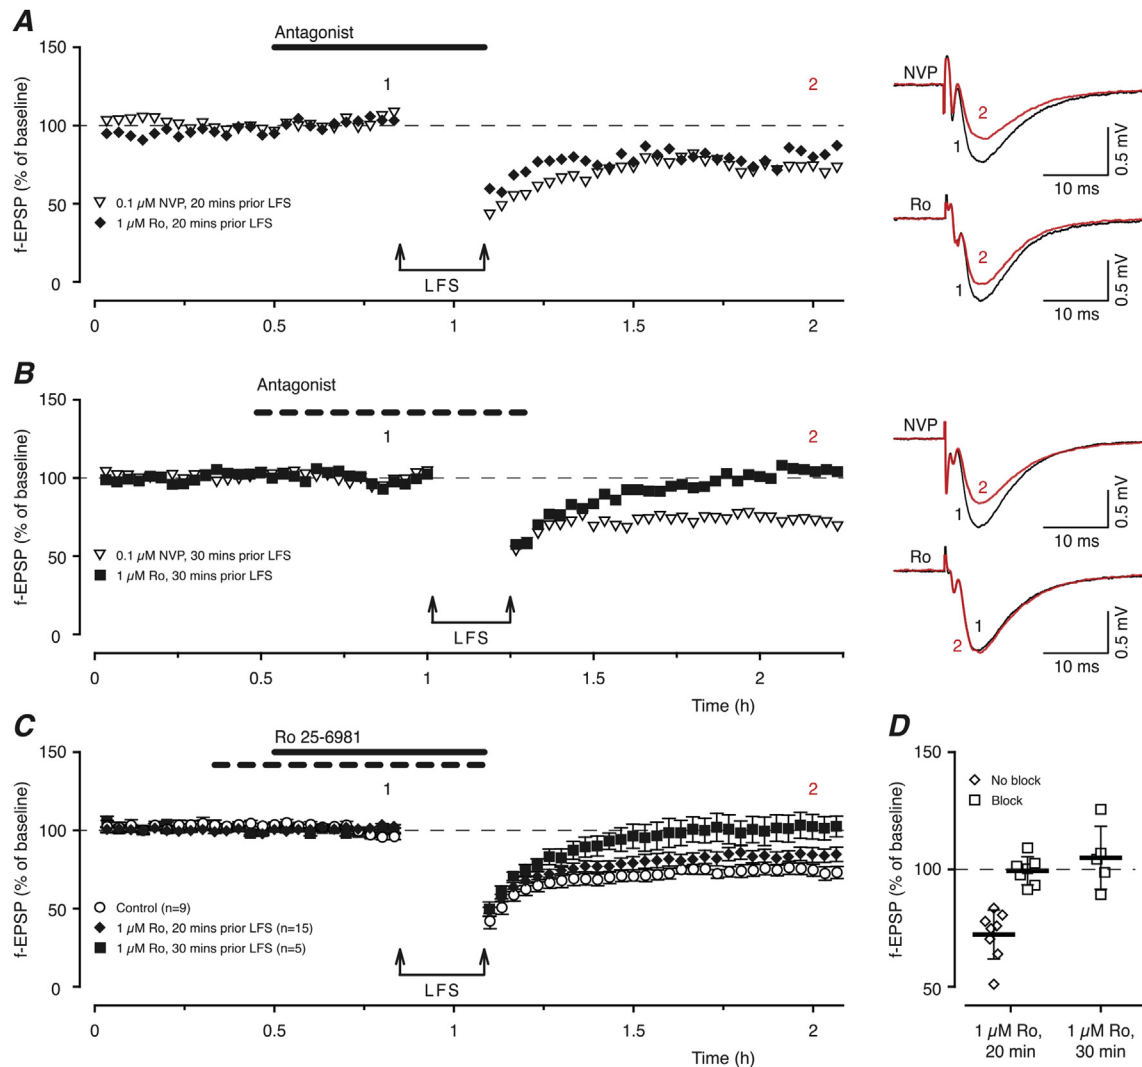 A
Antagonist
150
100
50
0
f-EPSP (% of baseline)
1
2
0.1 µM NVP, 20 mins prior LFS
1 µM Ro, 20 mins prior LFS
LFS
0
0.5
1
1.5
2
NVP
2
1
0.5 mV
10 ms
Ro
2
1
0.5 mV
10 ms
B
Antagonist
150
100
50
0
f-EPSP (% of baseline)
1
2
0.1 µM NVP, 30 mins prior LFS
1 µM Ro, 30 mins prior LFS
LFS
0
0.5
1
1.5
2
Time (h)
NVP
2
1
0.5 mV
10 ms
Ro
1
2
0.5 mV
10 ms
C
Ro 25-6981
150
100
50
0
f-EPSP (% of baseline)
1
2
Control (n=9)
1 µM Ro, 20 mins prior LFS (n=15)
1 µM Ro, 30 mins prior LFS (n=5)
LFS
0
0.5
1
1.5
2
Time (h)
D
150
100
50
f-EPSP (% of baseline)
No block
Block
1 µM Ro,
20 min
1 µM Ro,
30 min